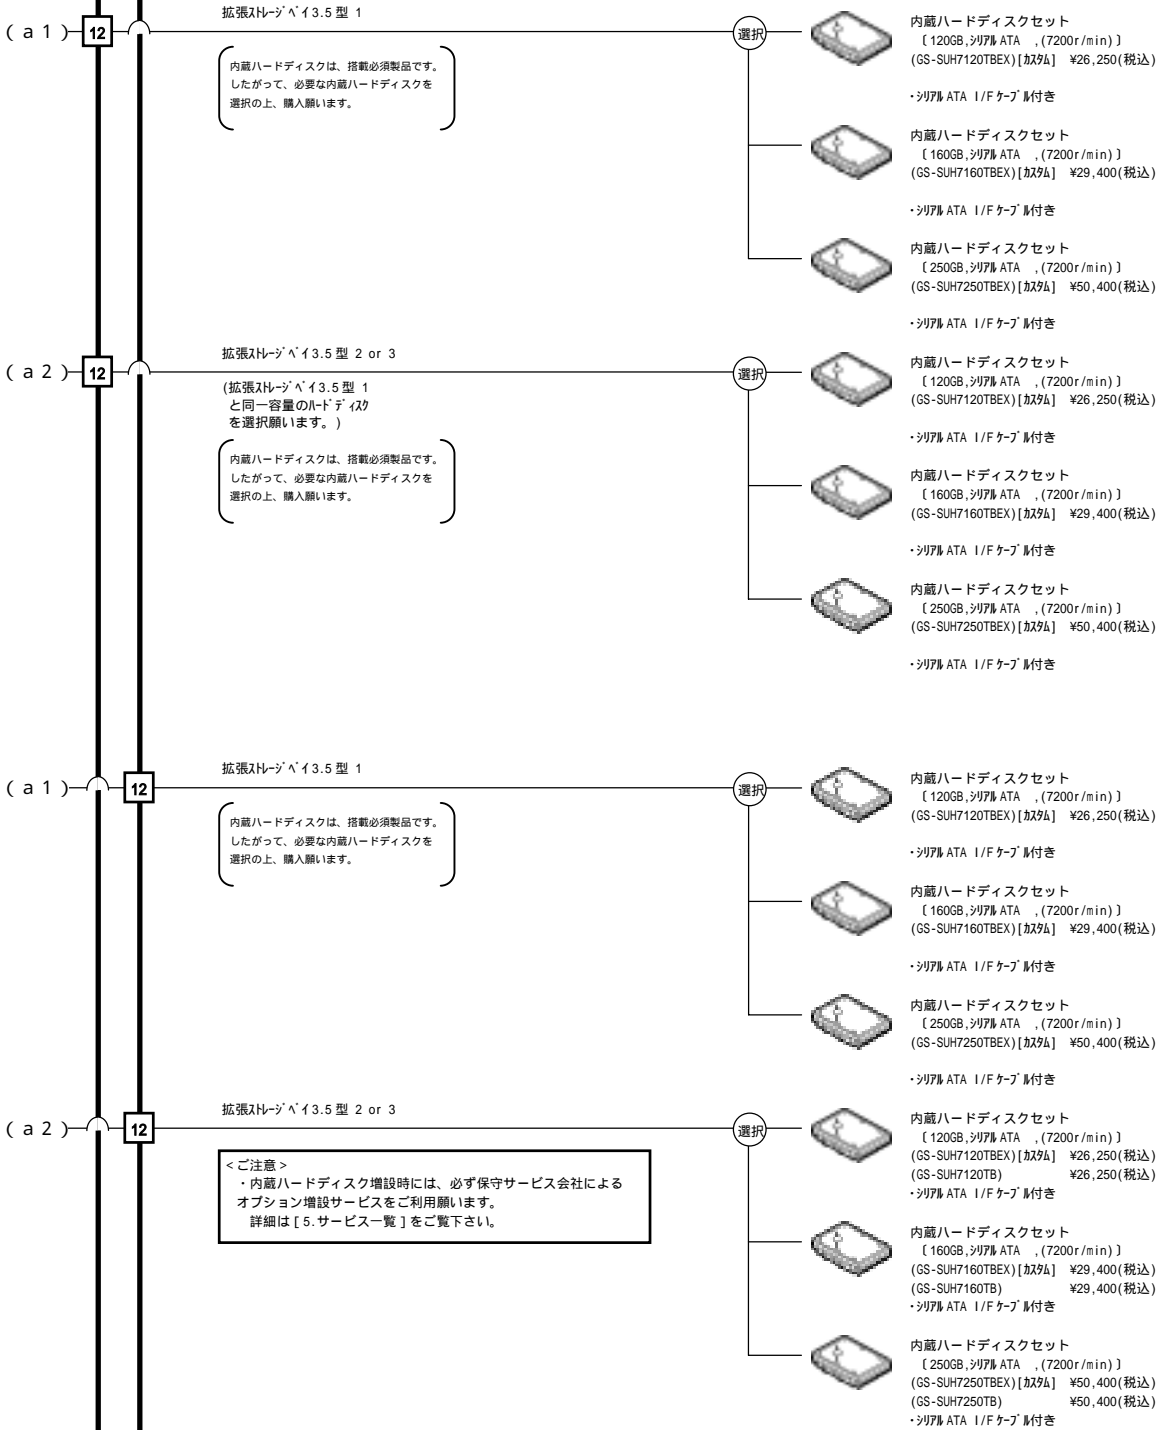 拡張ｽﾄﾚｰｼﾞﾍﾞｲ3.5型 1
(a1)
12
選択
内蔵ハードディスクは、搭載必須製品です。
したがって、必要な内蔵ハードディスクを
選択の上、購入願います。
内蔵ハードディスクセット
〔120GB,ｼﾘｱﾙATA ,(7200r/min)〕
(GS-SUH7120TBEX)[ｶｽﾀﾑ] ¥26,250(税込)
・ｼﾘｱﾙATA I/Fｹｰﾌﾞﾙ付き
内蔵ハードディスクセット
〔160GB,ｼﾘｱﾙATA ,(7200r/min)〕
(GS-SUH7160TBEX)[ｶｽﾀﾑ] ¥29,400(税込)
・ｼﾘｱﾙATA I/Fｹｰﾌﾞﾙ付き
内蔵ハードディスクセット
〔250GB,ｼﾘｱﾙATA ,(7200r/min)〕
(GS-SUH7250TBEX)[ｶｽﾀﾑ] ¥50,400(税込)
・ｼﾘｱﾙATA I/Fｹｰﾌﾞﾙ付き
拡張ｽﾄﾚｰｼﾞﾍﾞｲ3.5型 2 or 3
(a2)
12
選択
(拡張ｽﾄﾚｰｼﾞﾍﾞｲ3.5型 1
と同一容量のﾊｰﾄﾞﾃﾞｨｽｸ
を選択願います。)
内蔵ハードディスクは、搭載必須製品です。
したがって、必要な内蔵ハードディスクを
選択の上、購入願います。
内蔵ハードディスクセット
〔120GB,ｼﾘｱﾙATA ,(7200r/min)〕
(GS-SUH7120TBEX)[ｶｽﾀﾑ] ¥26,250(税込)
・ｼﾘｱﾙATA I/Fｹｰﾌﾞﾙ付き
内蔵ハードディスクセット
〔160GB,ｼﾘｱﾙATA ,(7200r/min)〕
(GS-SUH7160TBEX)[ｶｽﾀﾑ] ¥29,400(税込)
・ｼﾘｱﾙATA I/Fｹｰﾌﾞﾙ付き
内蔵ハードディスクセット
〔250GB,ｼﾘｱﾙATA ,(7200r/min)〕
(GS-SUH7250TBEX)[ｶｽﾀﾑ] ¥50,400(税込)
・ｼﾘｱﾙATA I/Fｹｰﾌﾞﾙ付き
拡張ｽﾄﾚｰｼﾞﾍﾞｲ3.5型 1
(a1)
12
選択
内蔵ハードディスクは、搭載必須製品です。
したがって、必要な内蔵ハードディスクを
選択の上、購入願います。
内蔵ハードディスクセット
〔120GB,ｼﾘｱﾙATA ,(7200r/min)〕
(GS-SUH7120TBEX)[ｶｽﾀﾑ] ¥26,250(税込)
・ｼﾘｱﾙATA I/Fｹｰﾌﾞﾙ付き
内蔵ハードディスクセット
〔160GB,ｼﾘｱﾙATA ,(7200r/min)〕
(GS-SUH7160TBEX)[ｶｽﾀﾑ] ¥29,400(税込)
・ｼﾘｱﾙATA I/Fｹｰﾌﾞﾙ付き
内蔵ハードディスクセット
〔250GB,ｼﾘｱﾙATA ,(7200r/min)〕
(GS-SUH7250TBEX)[ｶｽﾀﾑ] ¥50,400(税込)
・ｼﾘｱﾙATA I/Fｹｰﾌﾞﾙ付き
拡張ｽﾄﾚｰｼﾞﾍﾞｲ3.5型 2 or 3
(a2)
12
選択
<ご注意>
・内蔵ハードディスク増設時には、必ず保守サービス会社による
オプション増設サービスをご利用願います。
詳細は[5.サービス一覧]をご覧下さい。
内蔵ハードディスクセット
〔120GB,ｼﾘｱﾙATA ,(7200r/min)〕
(GS-SUH7120TBEX)[ｶｽﾀﾑ] ¥26,250(税込)
(GS-SUH7120TB) ¥26,250(税込)
・ｼﾘｱﾙATA I/Fｹｰﾌﾞﾙ付き
内蔵ハードディスクセット
〔160GB,ｼﾘｱﾙATA ,(7200r/min)〕
(GS-SUH7160TBEX)[ｶｽﾀﾑ] ¥29,400(税込)
(GS-SUH7160TB) ¥29,400(税込)
・ｼﾘｱﾙATA I/Fｹｰﾌﾞﾙ付き
内蔵ハードディスクセット
〔250GB,ｼﾘｱﾙATA ,(7200r/min)〕
(GS-SUH7250TBEX)[ｶｽﾀﾑ] ¥50,400(税込)
(GS-SUH7250TB) ¥50,400(税込)
・ｼﾘｱﾙATA I/Fｹｰﾌﾞﾙ付き